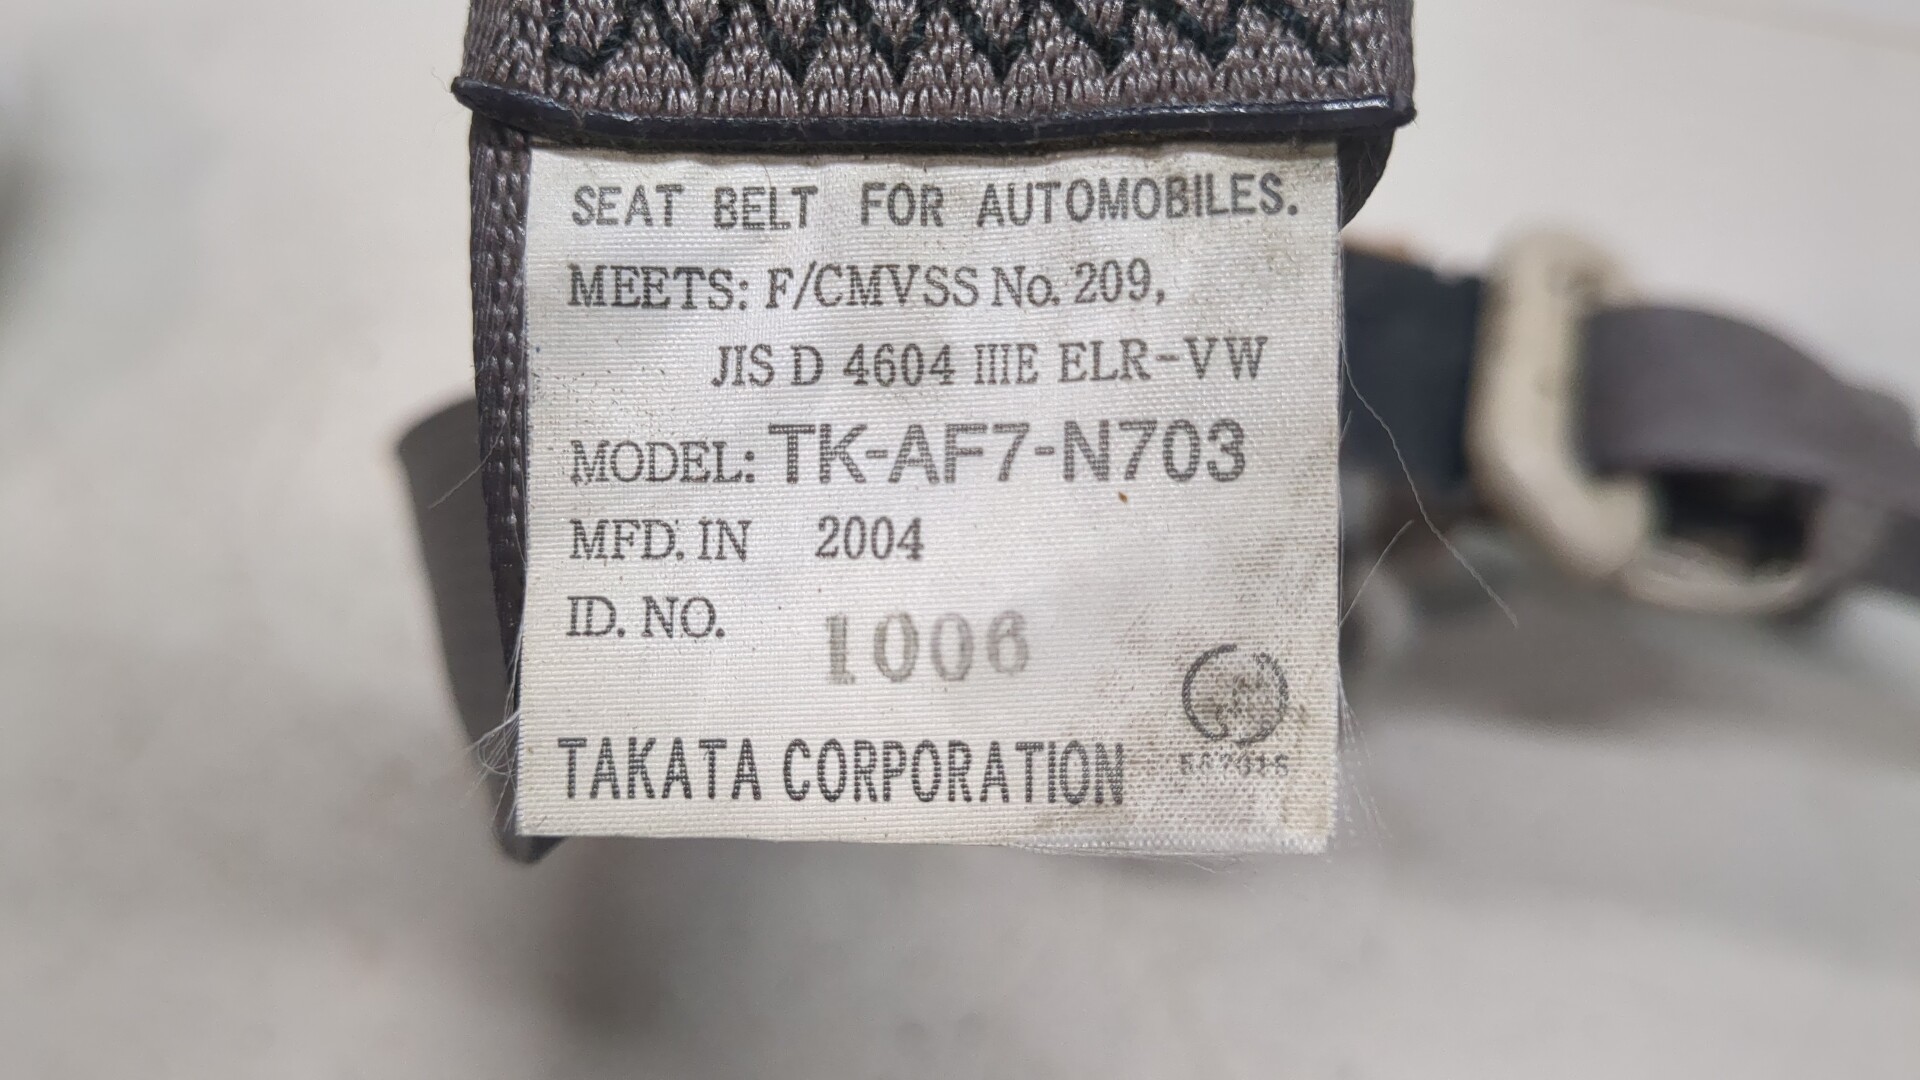 SEAT BELT FOR AUTOMOBILES.
MEETS: F/CMVSS No. 209,
JIS D 4604 IIIE ELR-VW
MODEL: TK-AF7-N703
MFD. IN 2004
ID. NO. 1006
TAKATA CORPORATION